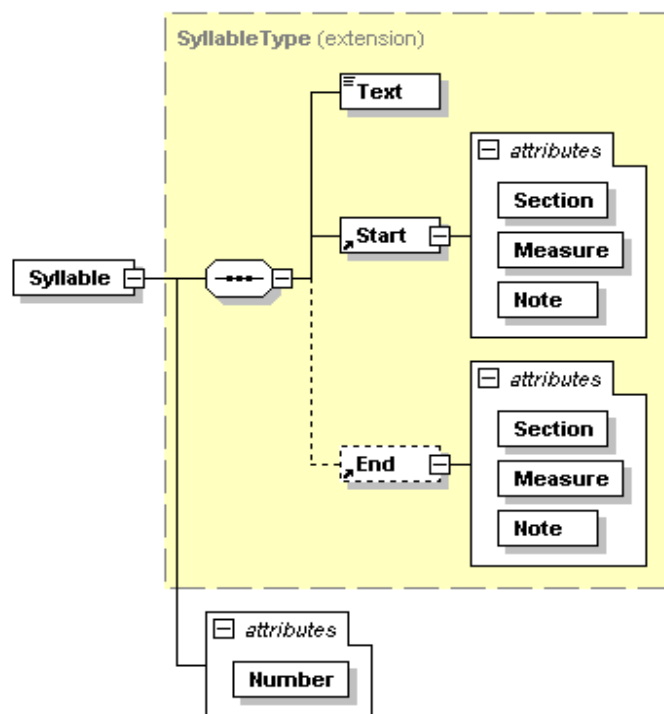 SyllableType (extension)
Text
attributes
Section
Start
Measure
Syllable
Note
attributes
Section
End
Measure
Note
attributes
Number